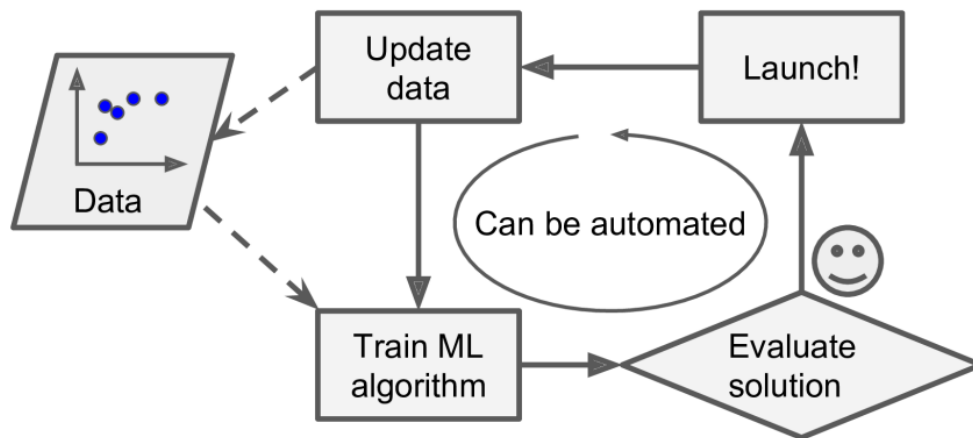 Update
data
Launch!
Data
Can be automated
Train ML
algorithm
Evaluate
solution